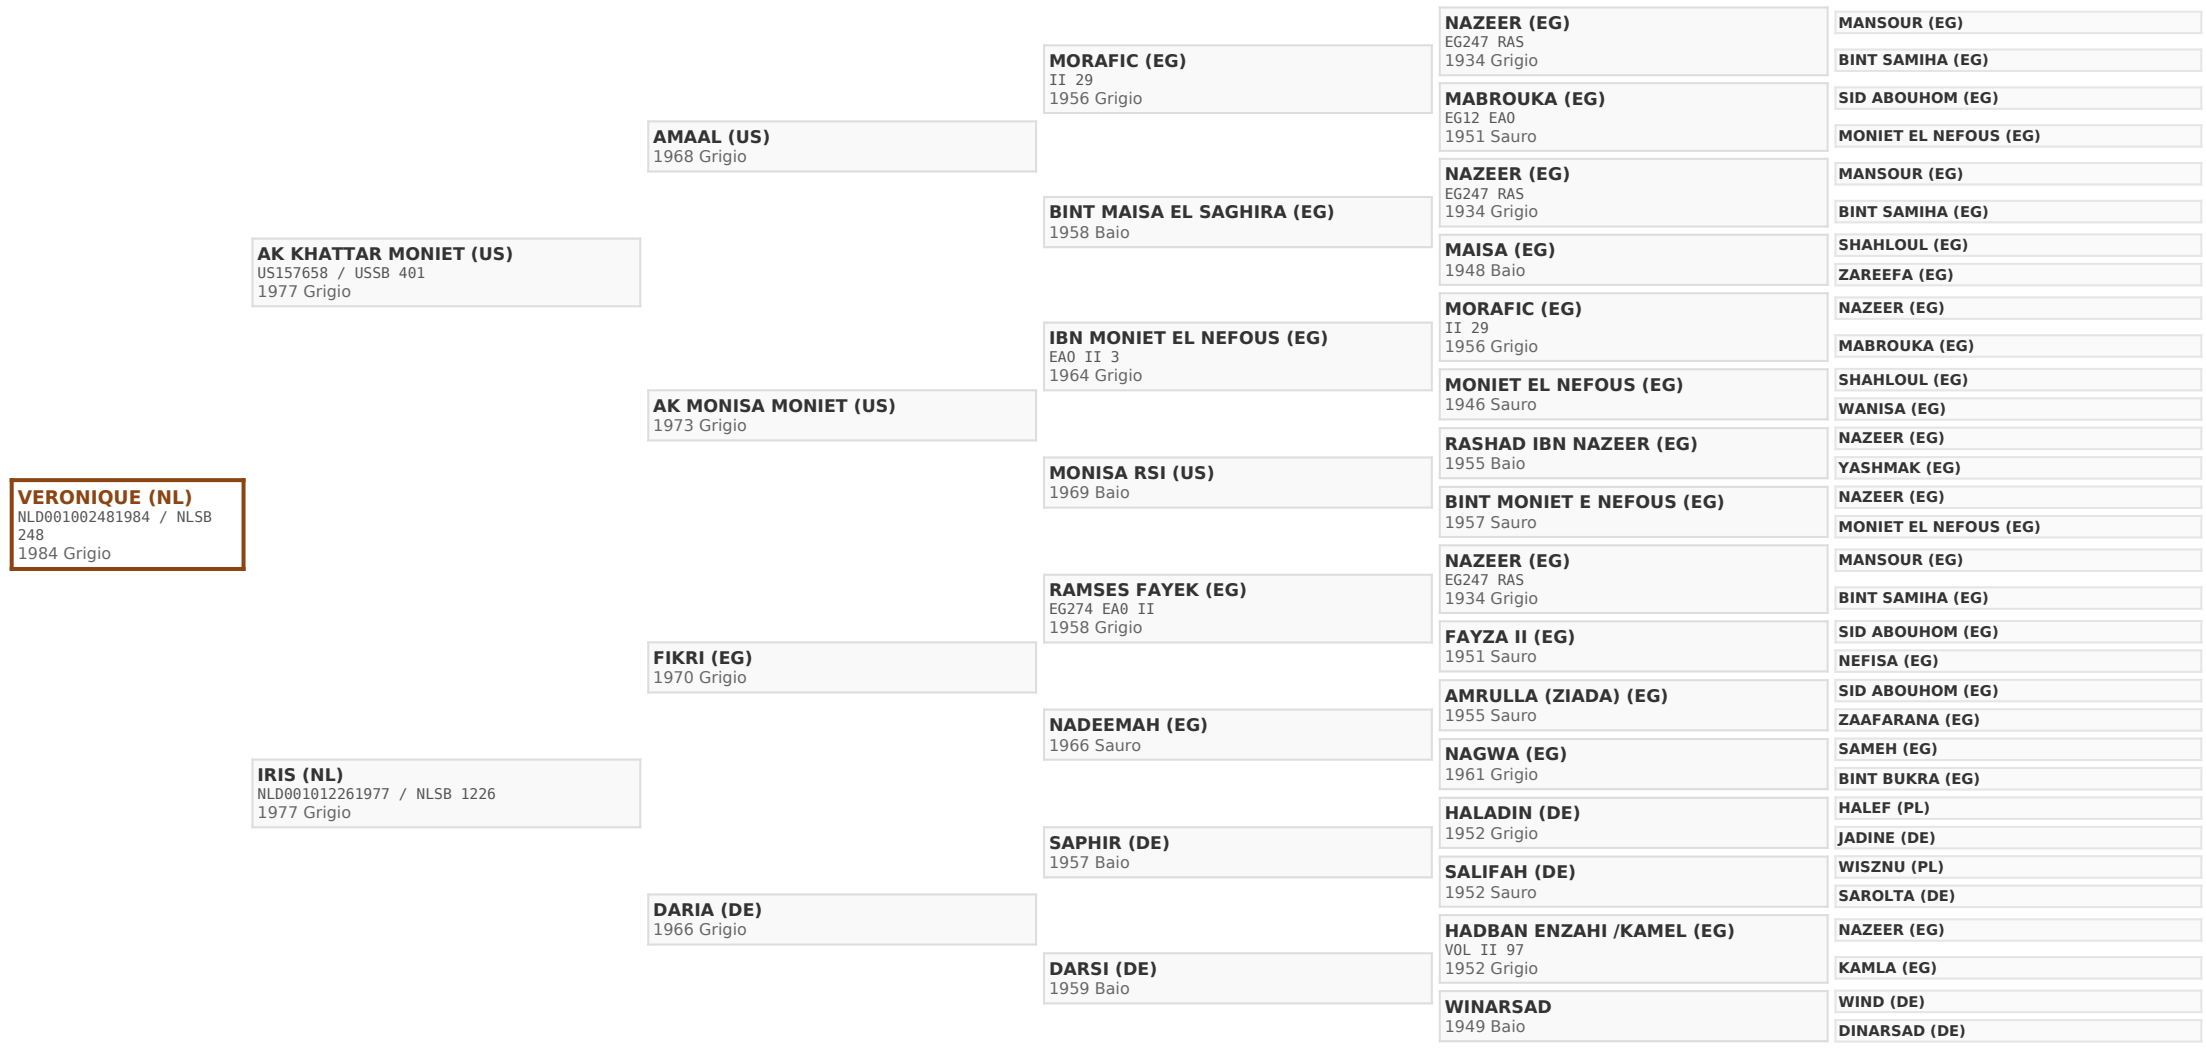 VERONIQUE (NL)
NLD001002481984 / NLSB
248
1984 Grigio
AK KHATTAR MONIET (US)
US157658 / USSB 401
1977 Grigio
IRIS (NL)
NLD001012261977 / NLSB 1226
1977 Grigio
AMAAL (US)
1968 Grigio
AK MONISA MONIET (US)
1973 Grigio
FIKRI (EG)
1970 Grigio
DARIA (DE)
1966 Grigio
MORAFIC (EG)
II 29
1956 Grigio
BINT MAISA EL SAGHIRA (EG)
1958 Baio
IBN MONIET EL NEFOUS (EG)
EAO II 3
1964 Grigio
MONISA RSI (US)
1969 Baio
RAMSES FAYEK (EG)
EG274 EA0 II
1958 Grigio
NADEEMAH (EG)
1966 Sauro
SAPHIR (DE)
1957 Baio
DARSI (DE)
1959 Baio
NAZEER (EG)
EG247 RAS
1934 Grigio
MABROUKA (EG)
EG12 EAO
1951 Sauro
NAZEER (EG)
EG247 RAS
1934 Grigio
MAISA (EG)
1948 Baio
MORAFIC (EG)
II 29
1956 Grigio
MONIET EL NEFOUS (EG)
1946 Sauro
RASHAD IBN NAZEER (EG)
1955 Baio
BINT MONIET E NEFOUS (EG)
1957 Sauro
NAZEER (EG)
EG247 RAS
1934 Grigio
FAYZA II (EG)
1951 Sauro
AMRULLA (ZIADA) (EG)
1955 Sauro
NAGWA (EG)
1961 Grigio
HALADIN (DE)
1952 Grigio
SALIFAH (DE)
1952 Sauro
HADBAN ENZAHI /KAMEL (EG)
VOL II 97
1952 Grigio
WINARSAD
1949 Baio
MANSOUR (EG)
BINT SAMIHA (EG)
SID ABOUHOM (EG)
MONIET EL NEFOUS (EG)
MANSOUR (EG)
BINT SAMIHA (EG)
SHAHLOUL (EG)
ZAREEFA (EG)
NAZEER (EG)
MABROUKA (EG)
SHAHLOUL (EG)
WANISA (EG)
NAZEER (EG)
YASHMAK (EG)
NAZEER (EG)
MONIET EL NEFOUS (EG)
MANSOUR (EG)
BINT SAMIHA (EG)
SID ABOUHOM (EG)
NEFISA (EG)
SID ABOUHOM (EG)
ZAAFARANA (EG)
SAMEH (EG)
BINT BUKRA (EG)
HALEF (PL)
JADINE (DE)
WISZNU (PL)
SAROLTA (DE)
NAZEER (EG)
KAMLA (EG)
WIND (DE)
DINARSAD (DE)